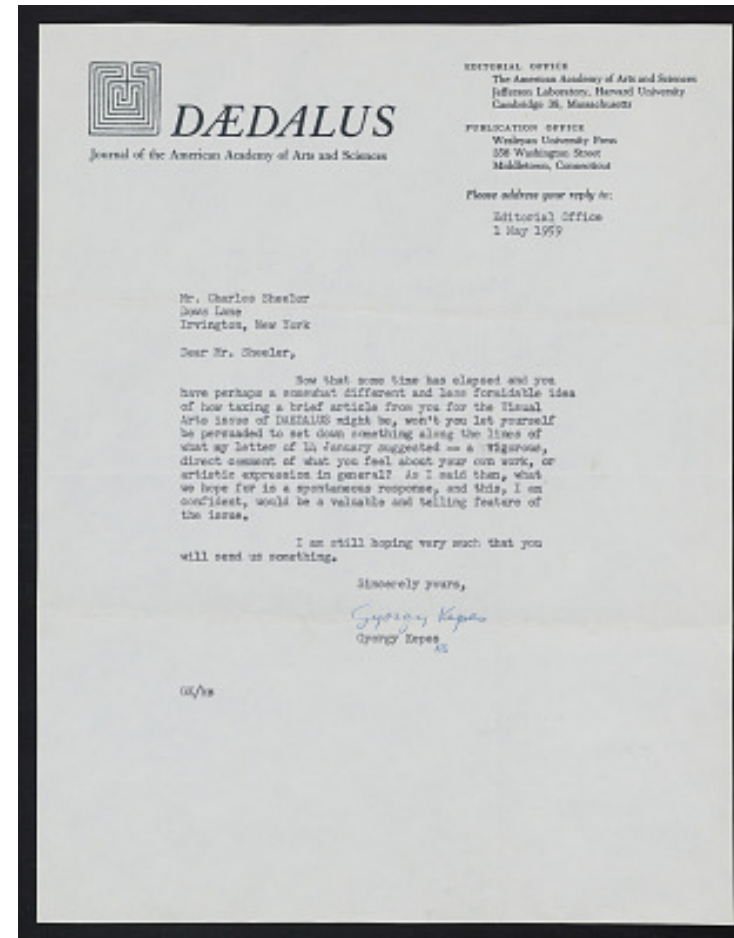 DÆDALUS
Journal of the American Academy of Arts and Sciences
EDITORIAL OFFICE
The American Academy of Arts and Sciences
Jefferson Laboratory, Harvard University
Cambridge 38, Massachusetts
PUBLICATION OFFICE
Wesleyan University Press
356 Washington Street
Middletown, Connecticut
Please address your reply to:
Editorial Office
1 May 1959
Mr. Charles Sheeler
Dows Lane
Irvington, New York
Dear Mr. Sheeler,
Now that some time has elapsed and you
have perhaps a somewhat different and less formidable idea
of how taxing a brief article from you for the Visual
Arts issue of DAEDALUS might be, won't you let yourself
be persuaded to set down something along the lines of
what my letter of 14 January suggested -- a vigorous,
direct comment of what you feel about your own work, or
artistic expression in general? As I said then, what
we hope for is a spontaneous response, and this, I am
confident, would be a valuable and telling feature of
the issue.
I am still hoping very much that you
will send us something.
Sincerely yours,
Gyorgy Kepes
Gyorgy Kepes